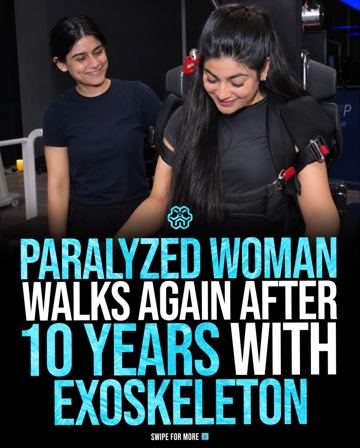 PARALYZED WOMAN
WALKS AGAIN AFTER
10 YEARS WITH
EXOSKELETON
SWIPE FOR MORE